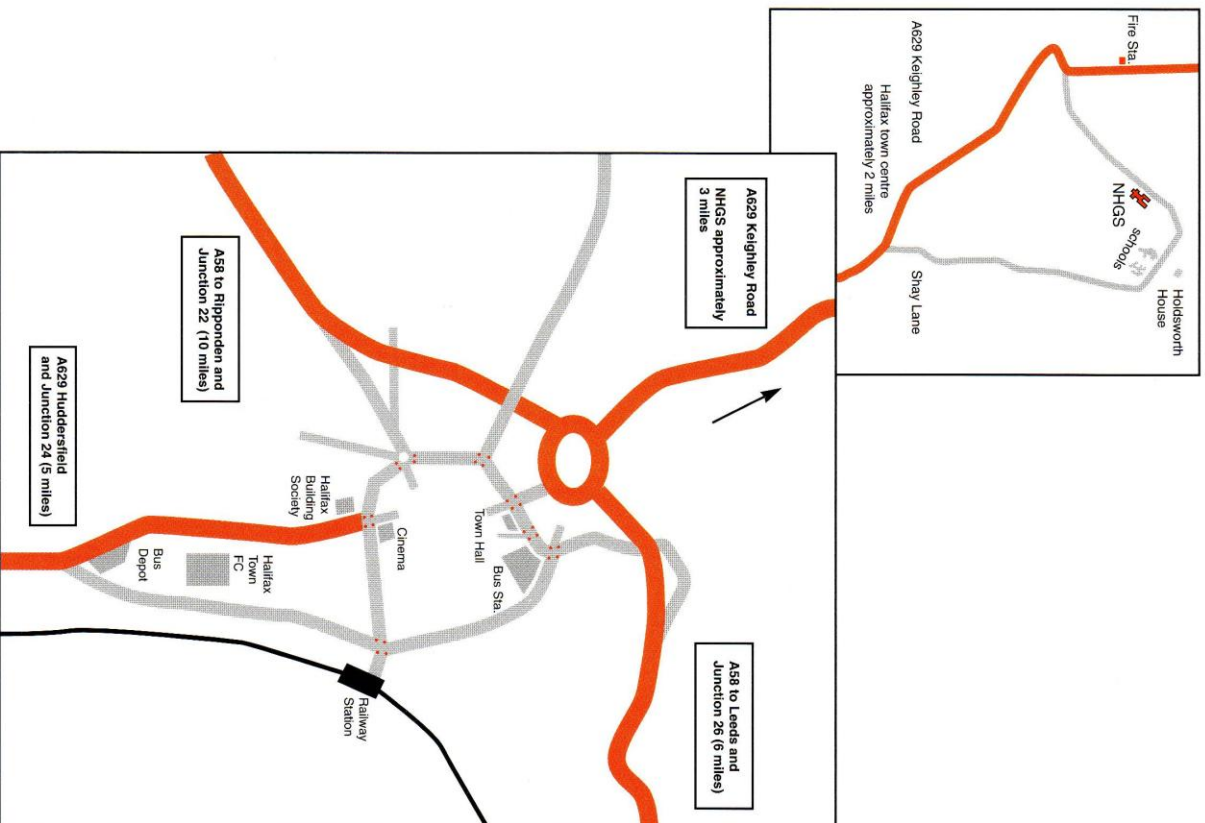 Fire Sta.
A629 Keighley Road
Halifax town centre
approximately 2 miles
NHGS
schools
Holdsworth
House
Shay Lane
A629 Keighley Road
NHGS approximately
3 miles
A58 to Ripponden and
Junction 22 (10 miles)
A629 Huddersfield
and Junction 24 (5 miles)
Halifax
Building
Society
Cinema
Town Hall
Bus Sta.
Halifax
Town
FC
Bus
Depot
Railway
Station
A58 to Leeds and
Junction 26 (6 miles)